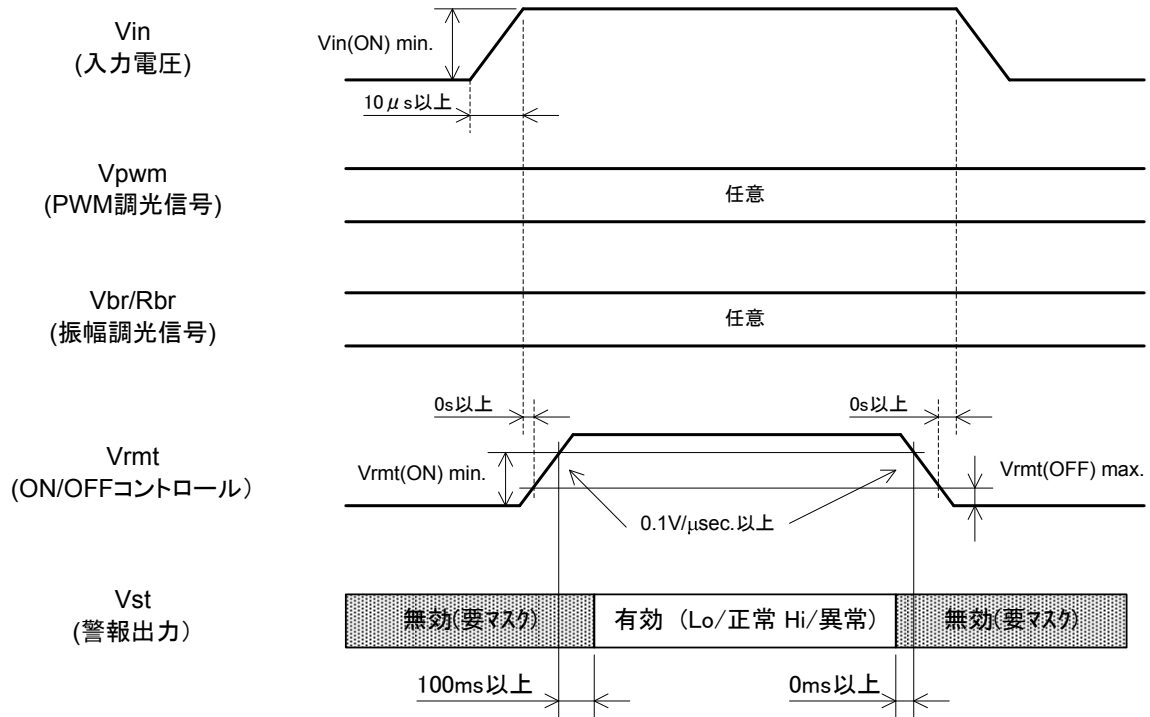 Vin
(入力電圧)
Vin(ON) min.
10μs以上
Vpwm
(PWM調光信号)
任意
Vbr/Rbr
(振幅調光信号)
任意
0s以上
0s以上
Vrmt
(ON/OFFコントロール)
Vrmt(ON) min.
Vrmt(OFF) max.
0.1V/μsec.以上
Vst
(警報出力)
無効(要マスク)
有効 (Lo/正常 Hi/異常)
無効(要マスク)
100ms以上
0ms以上